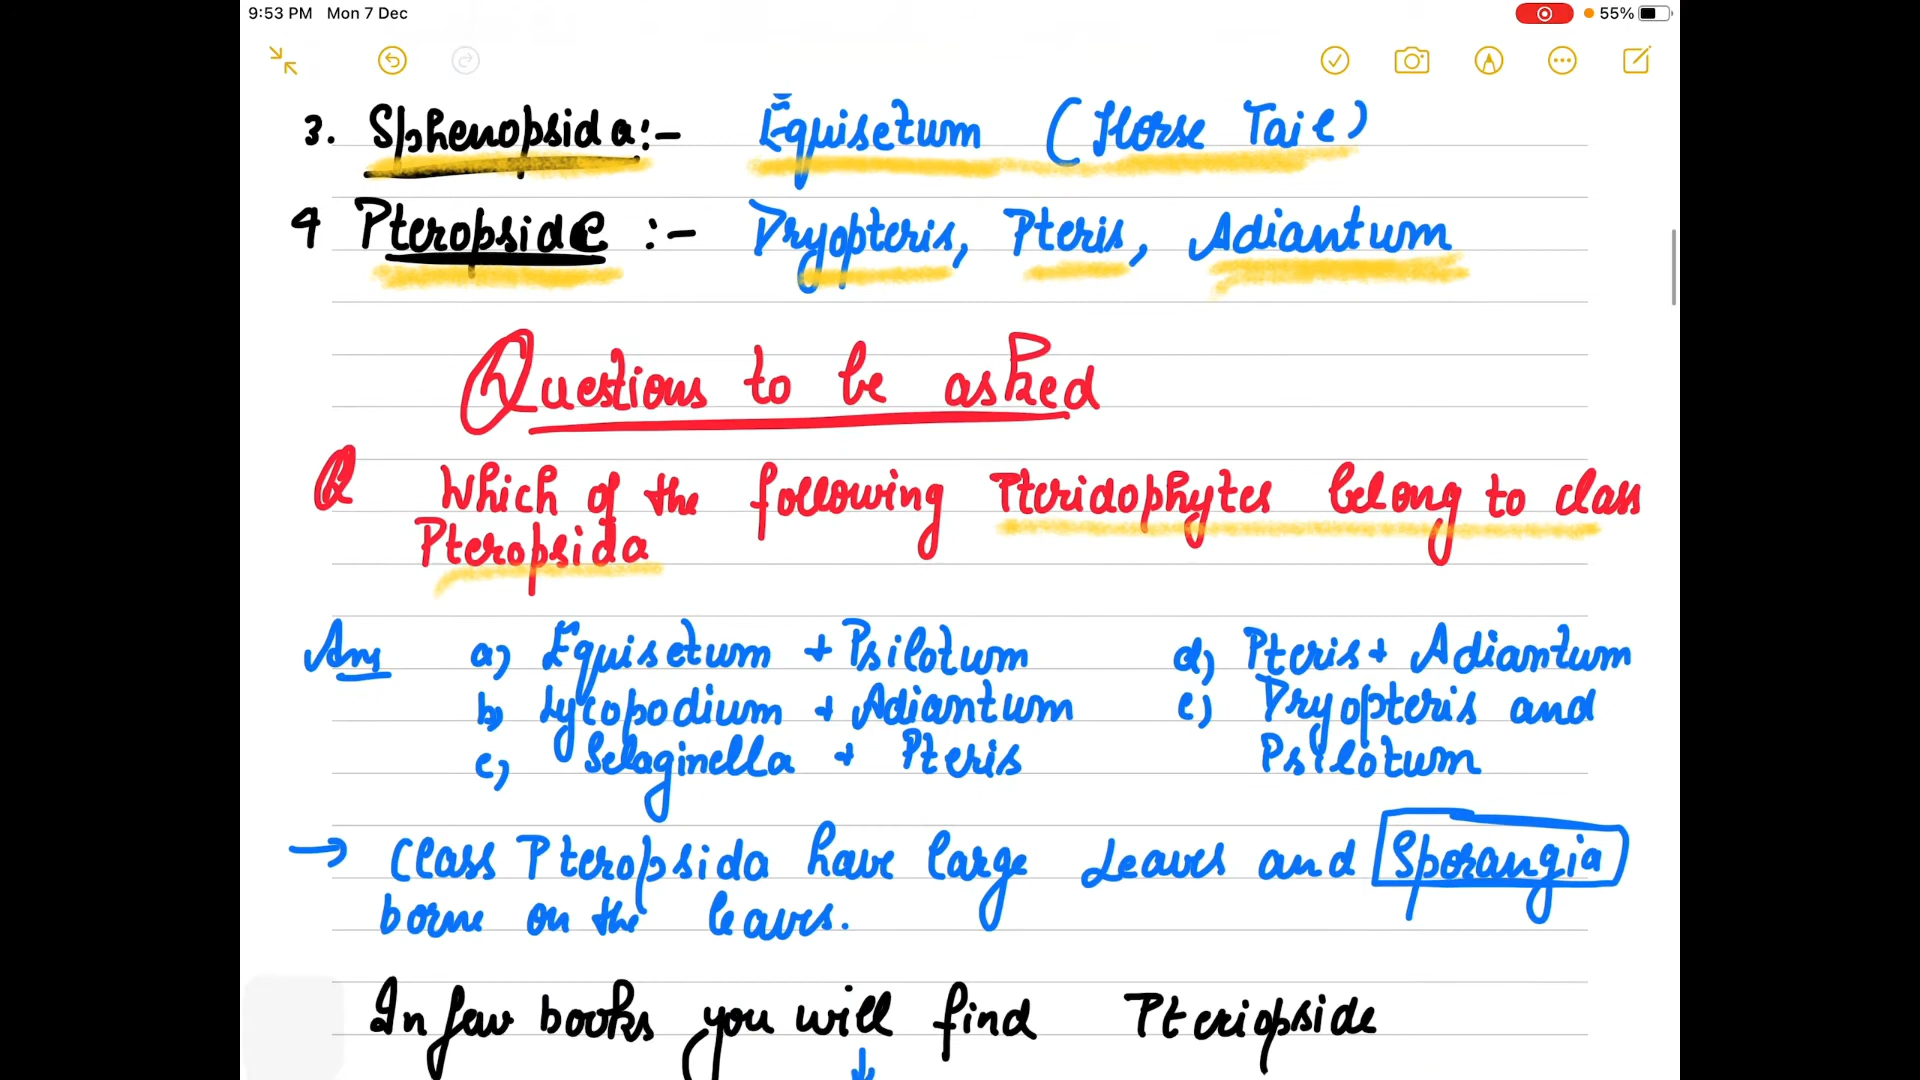 9:53 PM Mon 7 Dec 55%
3. Sphenopsida:- Equisetum (Horse Tail)
4 Pteropside :- Dryopteris, Pteris, Adiantum
Questions to be asked
Q Which of the following Pteridophytes belong to class
Pteropsida
Ans a) Equisetum + Psilotum d) Pteris + Adiantum
b) Lycopodium + Adiantum e) Dryopteris and
c) Selaginella + Pteris Psilotum
→ Class Pteropsida have large Leaves and Sporangia
borne on the leaves.
In few books you will find Pteriopside